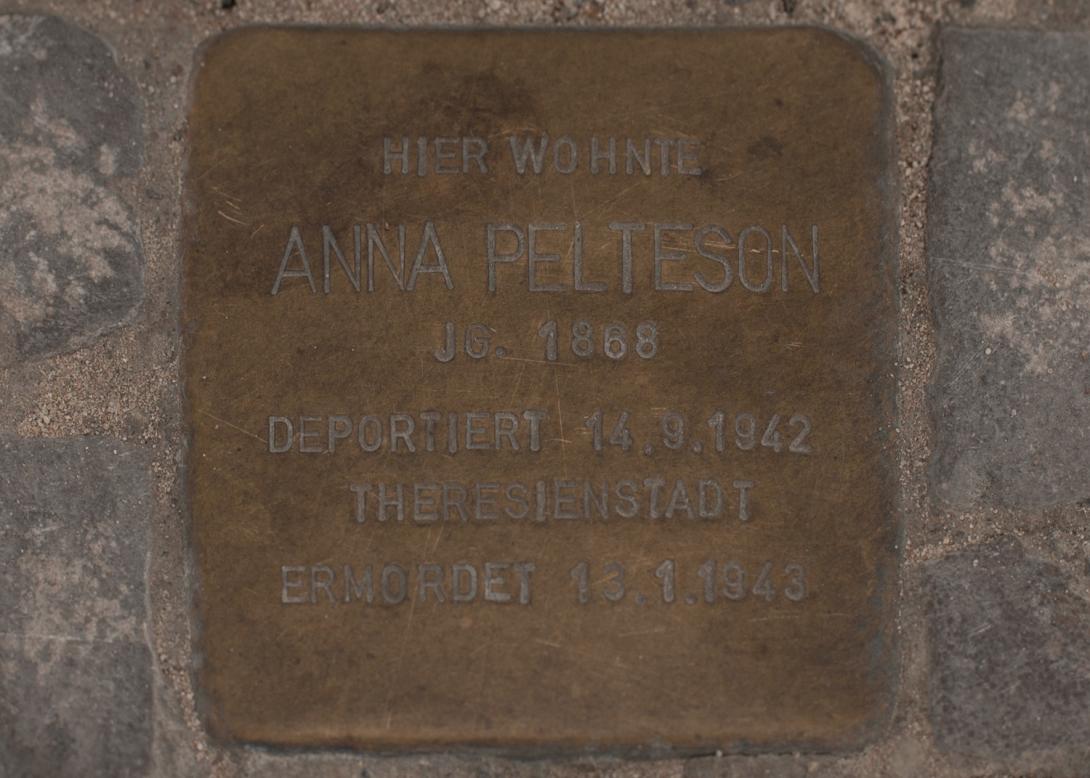 HIER WOHNTE
ANNA PELTESON
JG. 1868
DEPORTIERT 14.9.1942
THERESIENSTADT
ERMORDET 13.1.1943